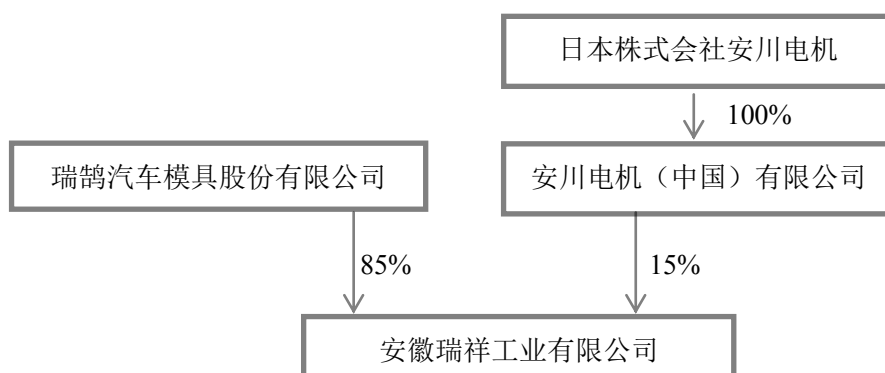 日本株式会社安川电机
100%
瑞鹄汽车模具股份有限公司
安川电机（中国）有限公司
85%
15%
安徽瑞祥工业有限公司